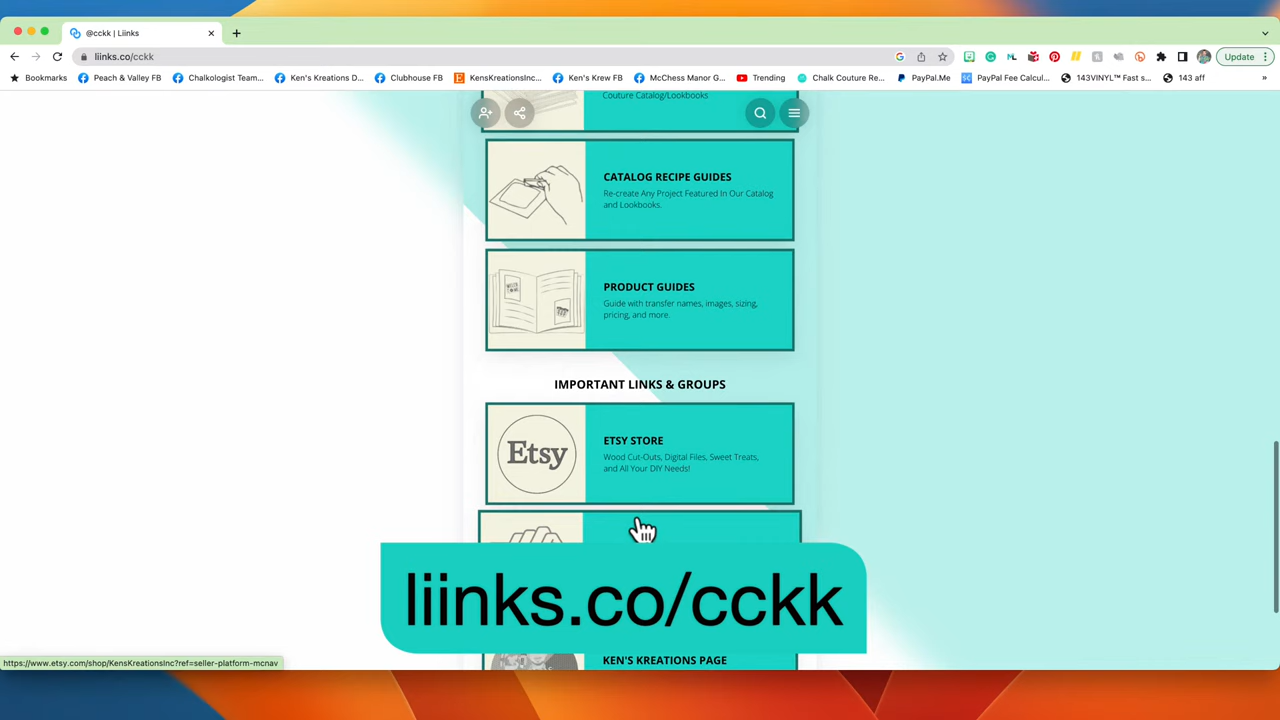 @cckk | Liinks
liinks.co/cckk
Update
Bookmarks
Peach & Valley FB
Chalkologist Team...
Ken's Kreations D...
Clubhouse FB
KensKreationsInc...
Ken's Krew FB
McChess Manor G...
Trending
Chalk Couture Re...
PayPal.Me
PayPal Fee Calcul...
143VINYL™ Fast s...
143 aff
»
Couture Catalog/Lookbooks
CATALOG RECIPE GUIDES
Re-create Any Project Featured In Our Catalog
and Lookbooks.
PRODUCT GUIDES
Guide with transfer names, images, sizing,
pricing, and more.
IMPORTANT LINKS & GROUPS
Etsy
ETSY STORE
Wood Cut-Outs, Digital Files, Sweet Treats,
and All Your DIY Needs!
liinks.co/cckk
KEN'S KREATIONS PAGE
https://www.etsy.com/shop/KensKreationsInc?ref=seller-platform-mcnav